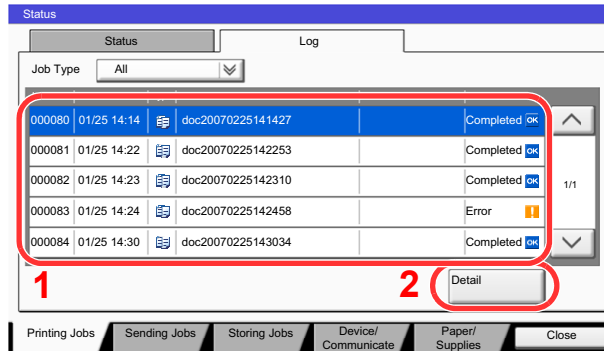 Status
Status Log
Job Type All
000080 01/25 14:14 doc20070225141427 Completed OK
000081 01/25 14:22 doc20070225142253 Completed OK
000082 01/25 14:23 doc20070225142310 Completed OK
1/1
000083 01/25 14:24 doc20070225142458 Error !
000084 01/25 14:30 doc20070225143034 Completed OK
1 2 Detail
Printing Jobs Sending Jobs Storing Jobs Device/
Communicate Paper/
Supplies Close